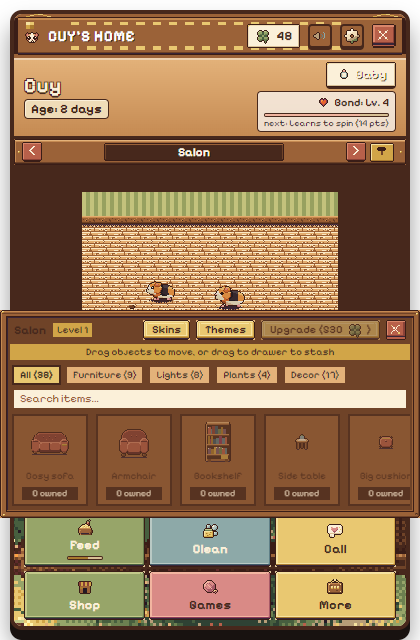 GUY'S HOME
48
Guy
Baby
Age: 8 days
Bond: Lv. 4
next: Learns to spin (14 pts)
Salon
Salon
Level 1
Skins
Themes
Upgrade (530)
Drag objects to move, or drag to drawer to stash
All (38)
Furniture (9)
Lights (8)
Plants (4)
Decor (17)
Search items...
Cosy sofa
Armchair
Bookshelf
Side table
Big cushion
0 owned
0 owned
0 owned
0 owned
0 owned
Feed
Clean
Call
Shop
Games
More